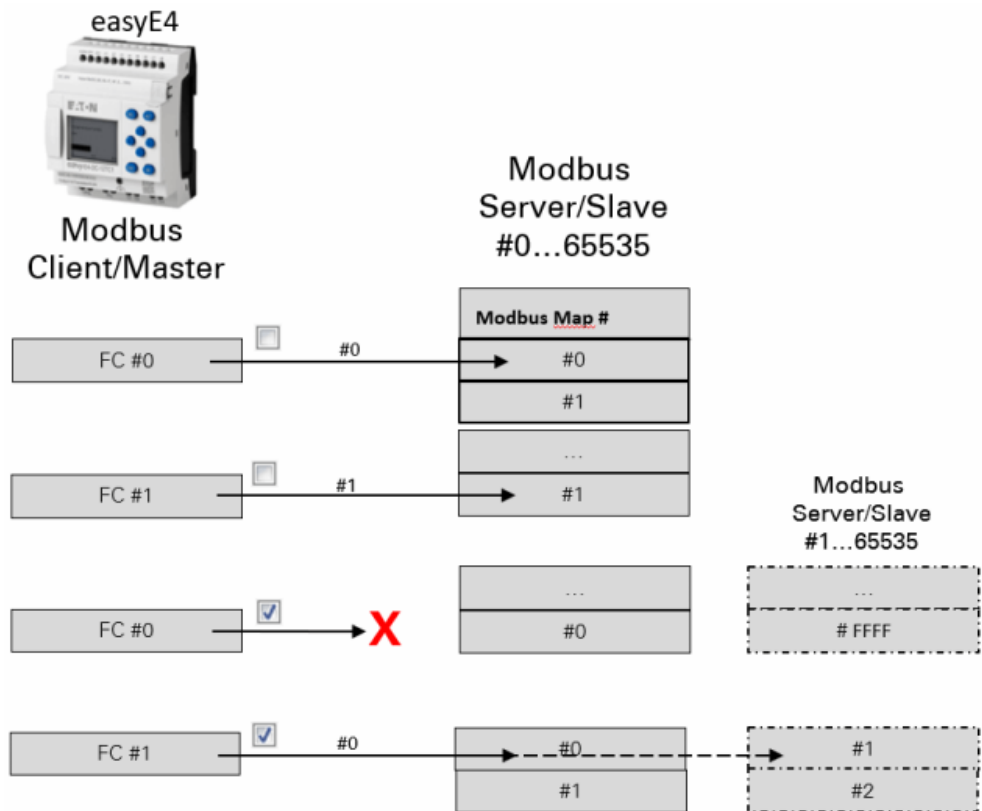 easyE4
E·T·N
Modbus
Client/Master
Modbus
Server/Slave
#0...65535
Modbus Map #
FC #0
#0
#0
#1
...
FC #1
#1
#1
Modbus
Server/Slave
#1...65535
...
...
FC #0
X
#0
# FFFF
FC #1
#0
#0
#1
#1
#2